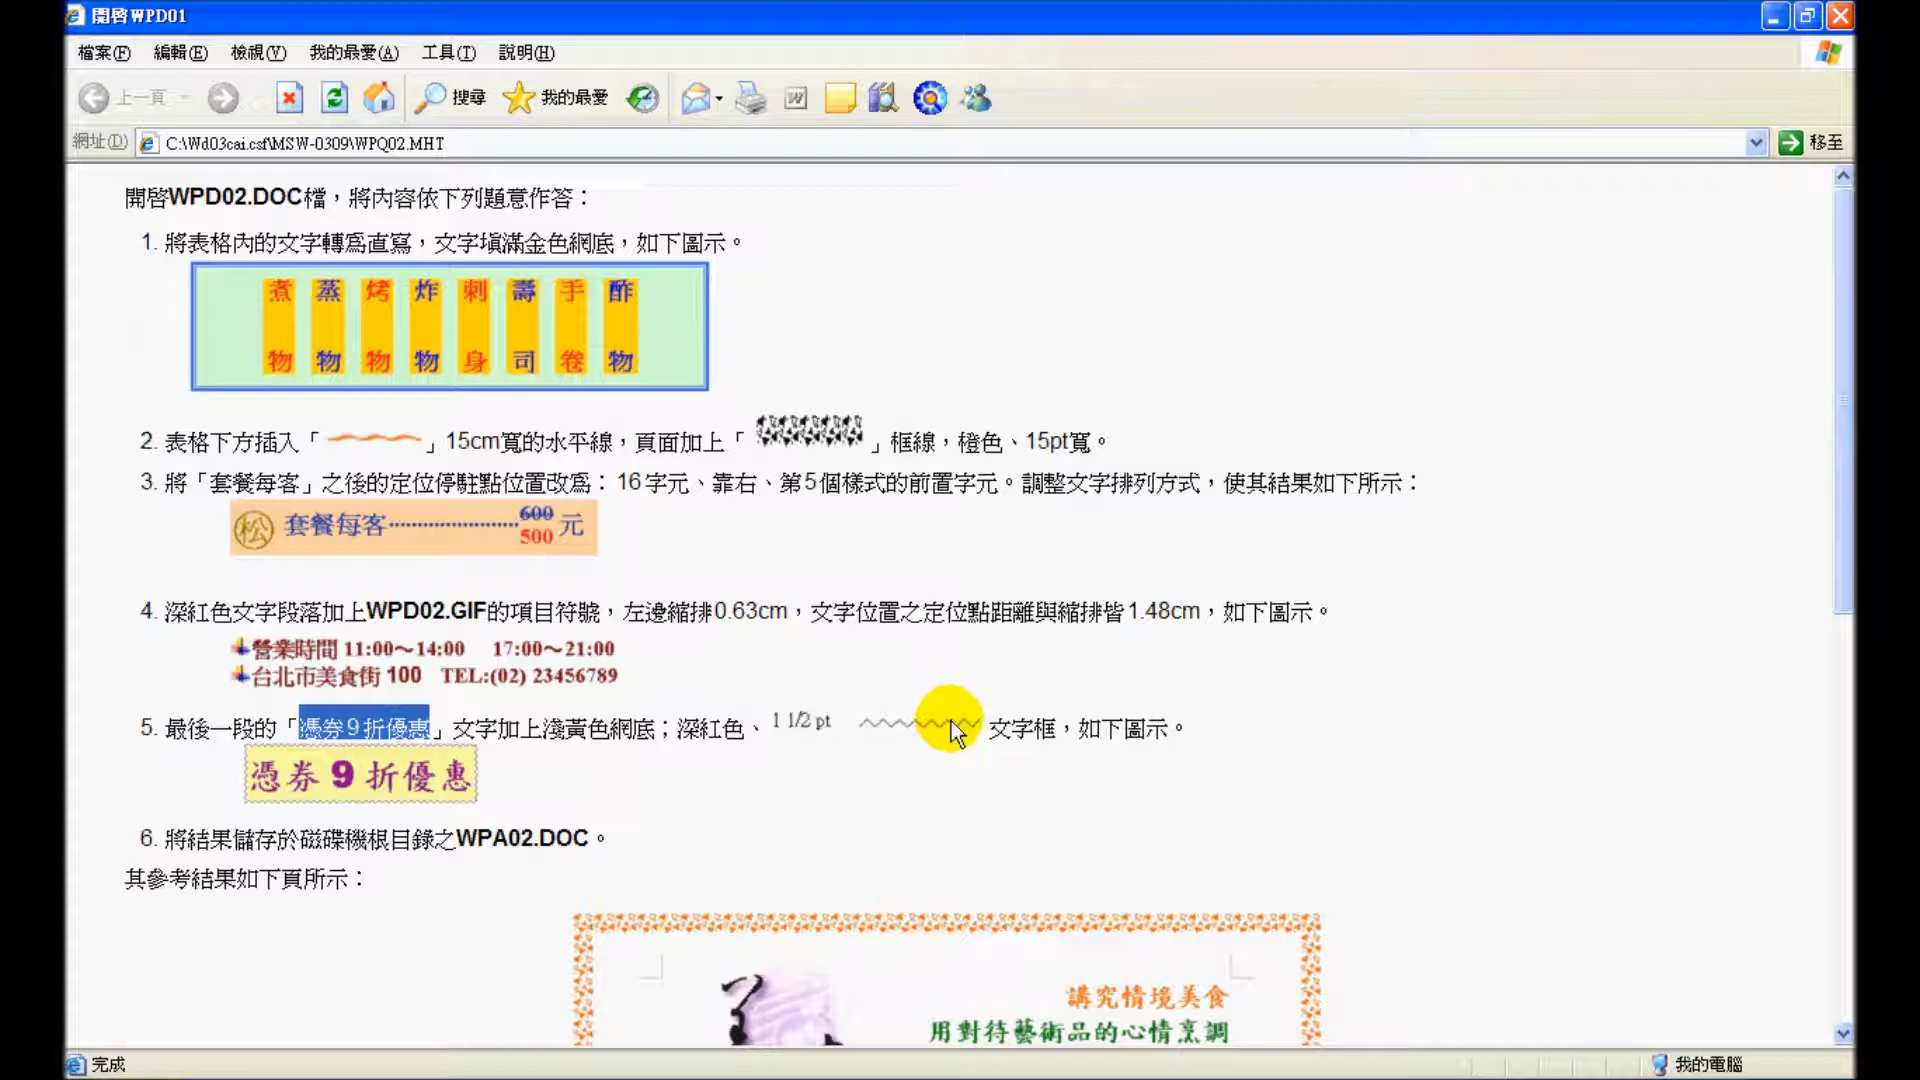 開啓WPD01
檔案(F) 編輯(E) 檢視(V) 我的最愛(A) 工具(T) 說明(H)
上一頁 搜尋 我的最愛
網址(D) C:\Wd03cai.csf\MSW-0309\WPQ02.MHT 移至
開啓WPD02.DOC檔，將內容依下列題意作答：
1. 將表格內的文字轉爲直寫，文字填滿金色網底，如下圖示。
煮物 蒸物 烤物 炸物 刺身 壽司 手卷 酢物
2. 表格下方插入「 」15cm寬的水平線，頁面加上「 」框線，橙色、15pt寬。
3. 將「套餐每客」之後的定位停駐點位置改爲：16字元、靠右、第5個樣式的前置字元。調整文字排列方式，使其結果如下所示：
松 套餐每客························600 500元
4. 深紅色文字段落加上WPD02.GIF的項目符號，左邊縮排0.63cm，文字位置之定位點距離與縮排皆1.48cm，如下圖示。
營業時間 11:00～14:00 17:00～21:00
台北市美食街 100 TEL:(02) 23456789
5. 最後一段的「憑券9折優惠」文字加上淺黃色網底；深紅色、1 1/2 pt 文字框，如下圖示。
憑券 9 折優惠
6. 將結果儲存於磁碟機根目錄之WPA02.DOC。
其參考結果如下頁所示：
講究情境美食
用對待藝術品的心情烹調
完成 我的電腦